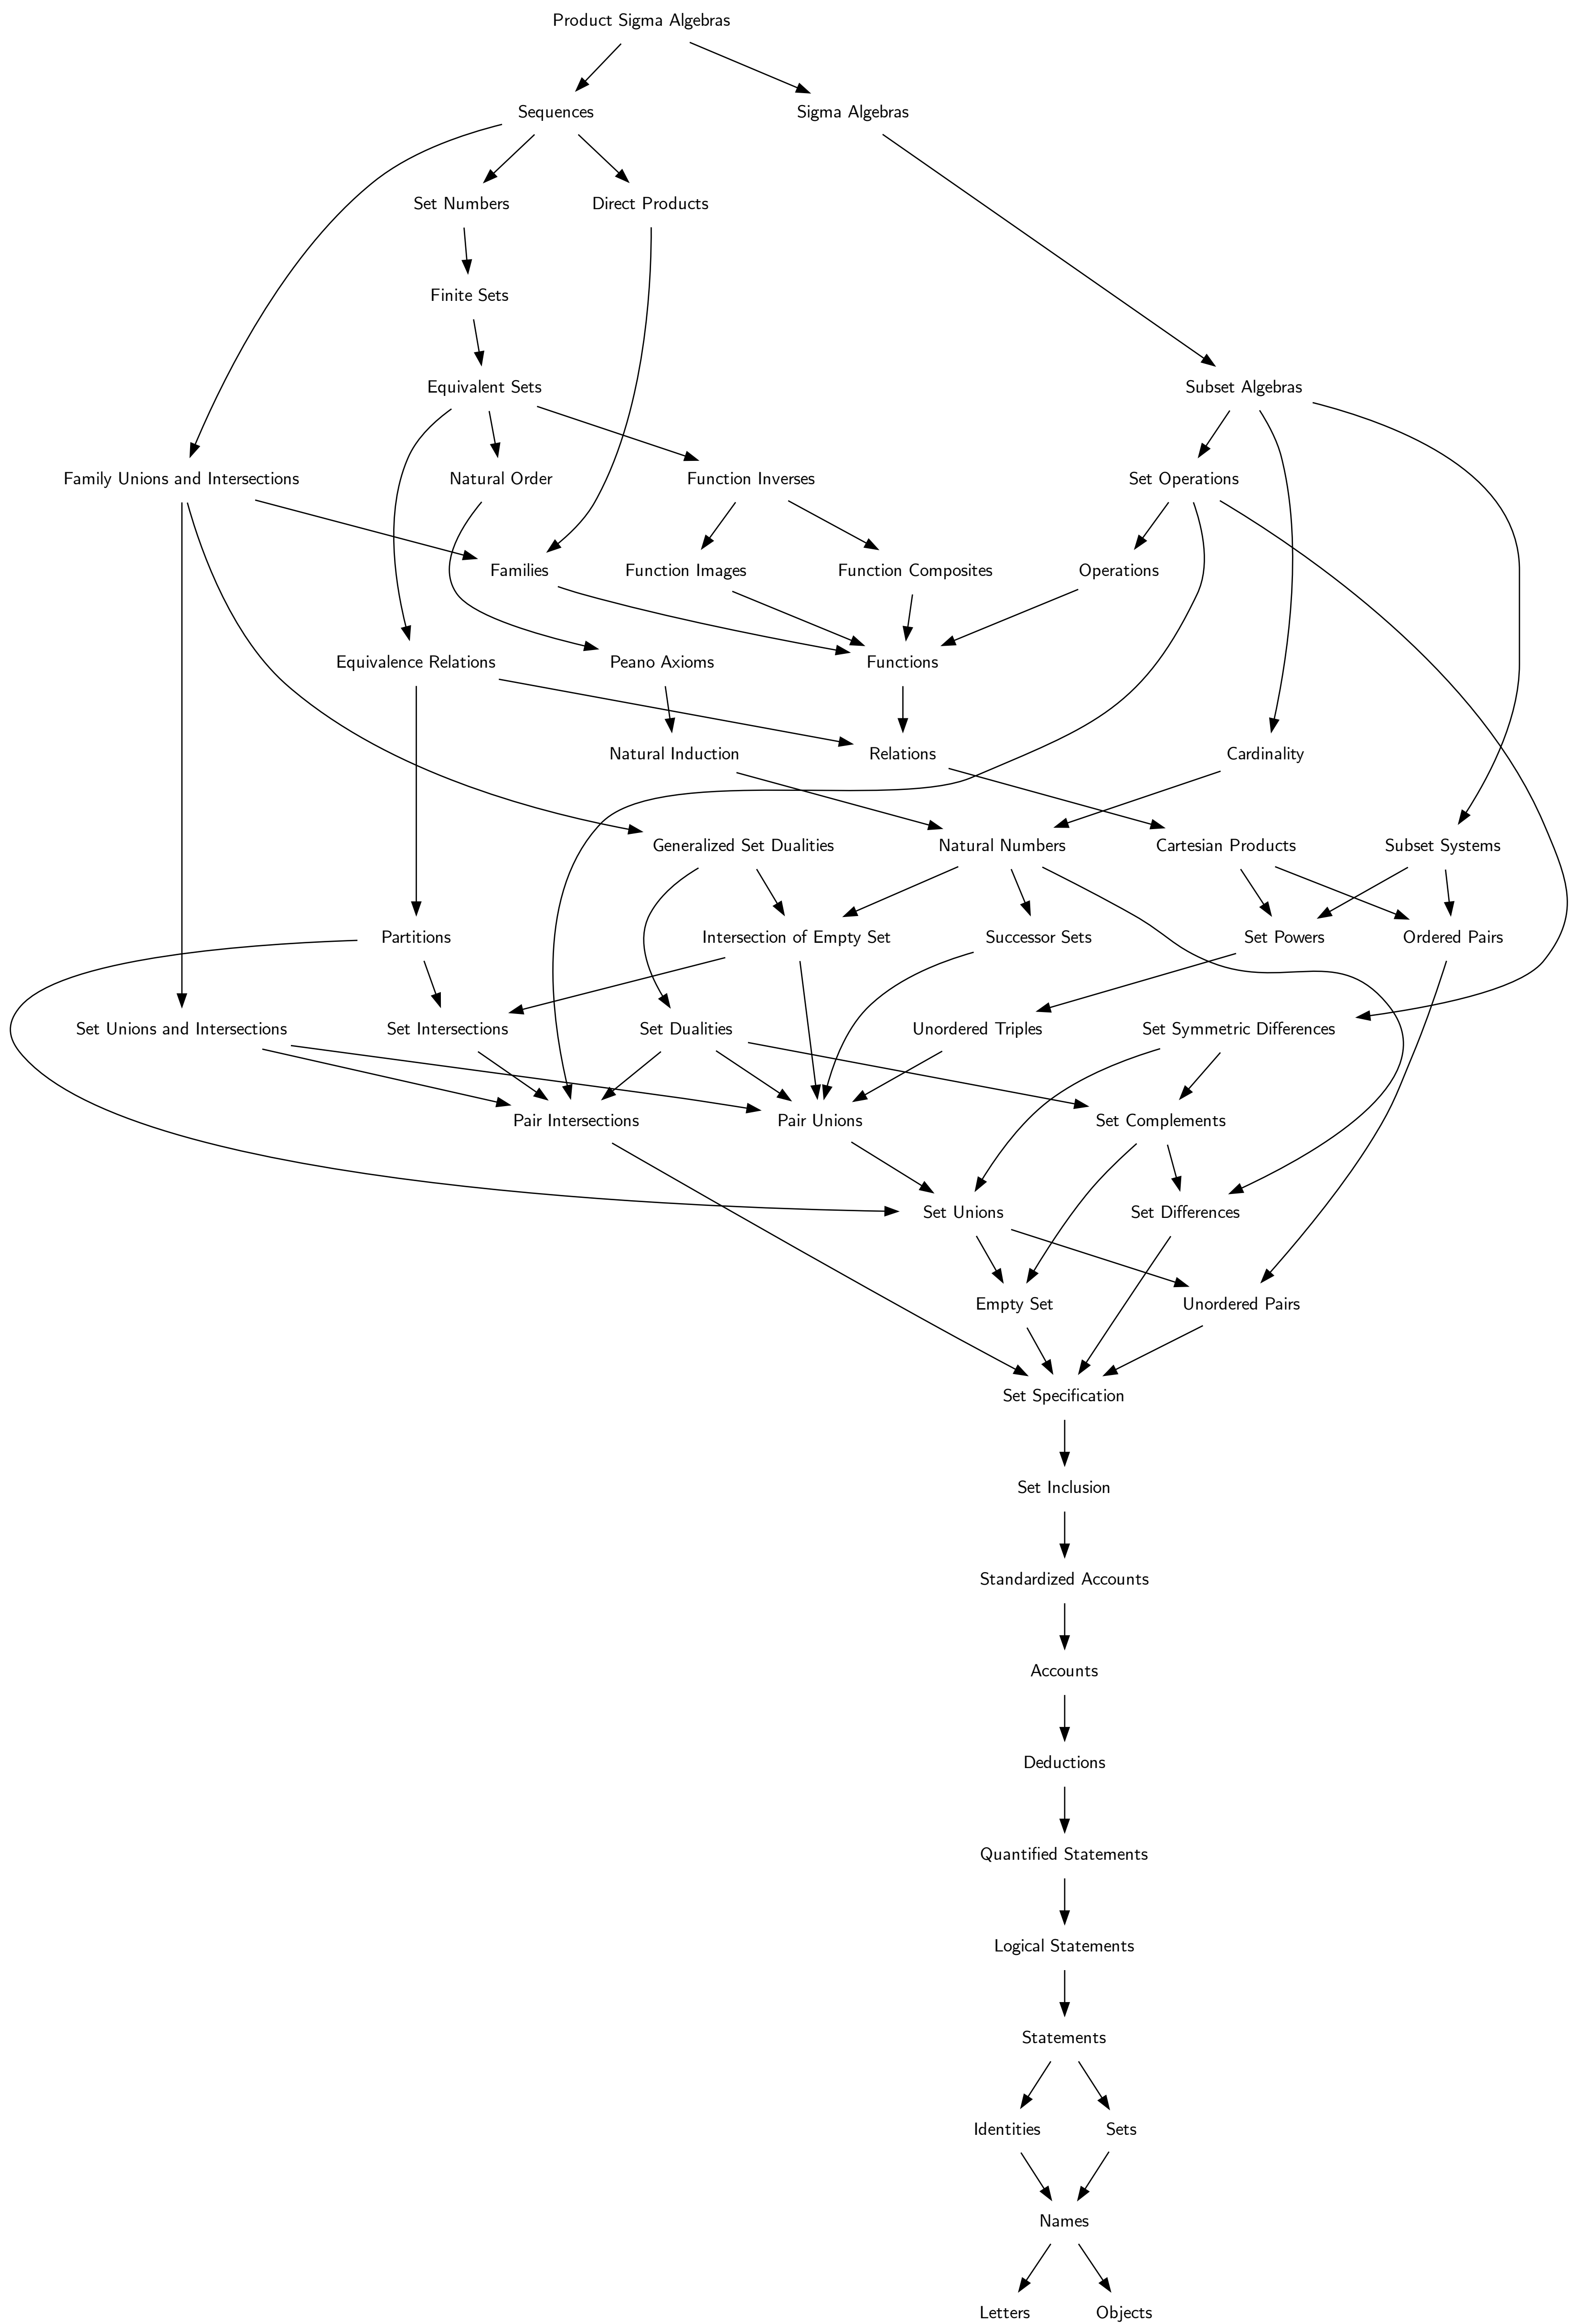 Product Sigma Algebras
Sequences
Sigma Algebras
Set Numbers
Direct Products
Finite Sets
Equivalent Sets
Subset Algebras
Family Unions and Intersections
Natural Order
Function Inverses
Set Operations
Families
Function Images
Function Composites
Operations
Equivalence Relations
Peano Axioms
Functions
Natural Induction
Relations
Cardinality
Generalized Set Dualities
Natural Numbers
Cartesian Products
Subset Systems
Partitions
Intersection of Empty Set
Successor Sets
Set Powers
Ordered Pairs
Set Unions and Intersections
Set Intersections
Set Dualities
Unordered Triples
Set Symmetric Differences
Pair Intersections
Pair Unions
Set Complements
Set Unions
Set Differences
Empty Set
Unordered Pairs
Set Specification
Set Inclusion
Standardized Accounts
Accounts
Deductions
Quantified Statements
Logical Statements
Statements
Identities
Sets
Names
Letters
Objects